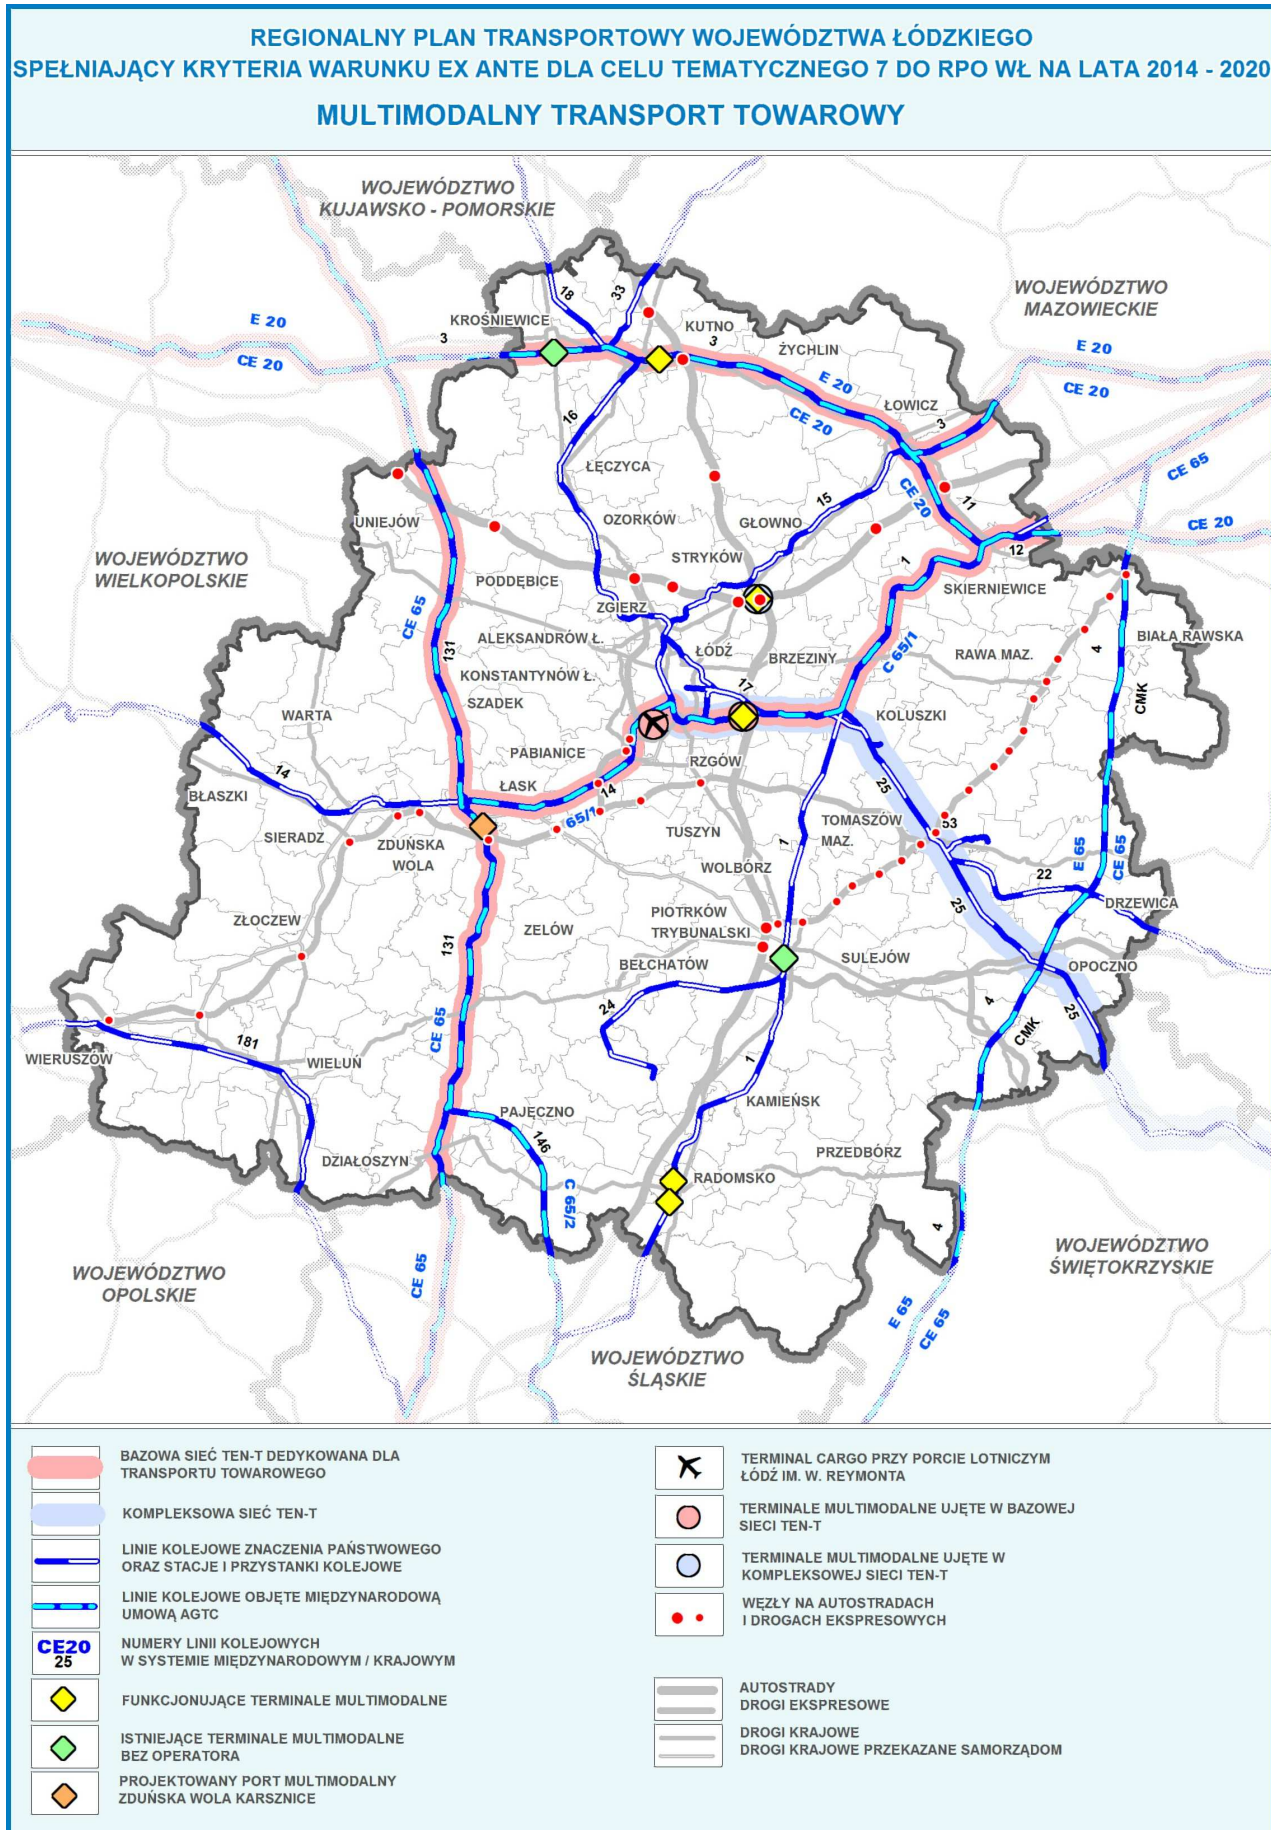 REGIONALNY PLAN TRANSPORTOWY WOJEWÓDZTWA ŁÓDZKIEGO
SPEŁNIAJĄCY KRYTERIA WARUNKU EX ANTE DLA CELU TEMATYCZNEGO 7 DO RPO WŁ NA LATA 2014 - 2020
MULTIMODALNY TRANSPORT TOWAROWY
WOJEWÓDZTWO
KUJAWSKO - POMORSKIE
WOJEWÓDZTWO
MAZOWIECKIE
18
33
KROŚNIEWICE
KUTNO
E 20
3
3
ŻYCHLIN
E 20
CE 20
E 20
CE 20
CE 20
ŁOWICZ
16
3
ŁĘCZYCA
CE 65
CE 20
15
11
UNIEJÓW
OZORKÓW
GŁOWNO
CE 20
WOJEWÓDZTWO
WIELKOPOLSKIE
STRYKÓW
1
12
PODDĘBICE
SKIERNIEWICE
ZGIERZ
CE 65
131
ALEKSANDRÓW Ł.
ŁÓDŹ
BRZEZINY
C 65/1
RAWA MAZ.
4
BIAŁA RAWSKA
KONSTANTYNÓW Ł.
17
CMK
SZADEK
WARTA
KOLUSZKI
PABIANICE
RZGÓW
14
ŁASK
14
25
BŁASZKI
65/1
SIERADZ
TUSZYN
TOMASZÓW
MAZ.
53
ZDUŃSKA
WOLA
1
E 65
CE 65
WOLBÓRZ
22
ZŁOCZEW
PIOTRKÓW
TRYBUNALSKI
25
DRZEWICA
ZELÓW
131
BEŁCHATÓW
SULEJÓW
OPOCZNO
24
4
25
CE 65
CMK
181
WIERUSZÓW
WIELUŃ
1
KAMIEŃSK
PAJĘCZNO
146
DZIAŁOSZYN
PRZEDBÓRZ
RADOMSKO
C 65/2
4
WOJEWÓDZTWO
OPOLSKIE
CE 65
WOJEWÓDZTWO
ŚWIĘTOKRZYSKIE
E 65
CE 65
WOJEWÓDZTWO
ŚLĄSKIE
BAZOWA SIEĆ TEN-T DEDYKOWANA DLA
TRANSPORTU TOWAROWEGO
KOMPLEKSOWA SIEĆ TEN-T
LINIE KOLEJOWE ZNACZENIA PAŃSTWOWEGO
ORAZ STACJE I PRZYSTANKI KOLEJOWE
LINIE KOLEJOWE OBJĘTE MIĘDZYNARODOWĄ
UMOWĄ AGTC
CE20
25
NUMERY LINII KOLEJOWYCH
W SYSTEMIE MIĘDZYNARODOWYM / KRAJOWYM
FUNKCJONUJĄCE TERMINALE MULTIMODALNE
ISTNIEJĄCE TERMINALE MULTIMODALNE
BEZ OPERATORA
PROJEKTOWANY PORT MULTIMODALNY
ZDUŃSKA WOLA KARSZNICE
TERMINAL CARGO PRZY PORCIE LOTNICZYM
ŁÓDŹ IM. W. REYMONTA
TERMINALE MULTIMODALNE UJĘTE W BAZOWEJ
SIECI TEN-T
TERMINALE MULTIMODALNE UJĘTE W
KOMPLEKSOWEJ SIECI TEN-T
WĘZŁY NA AUTOSTRADACH
I DROGACH EKSPRESOWYCH
AUTOSTRADY
DROGI EKSPRESOWE
DROGI KRAJOWE
DROGI KRAJOWE PRZEKAZANE SAMORZĄDOM